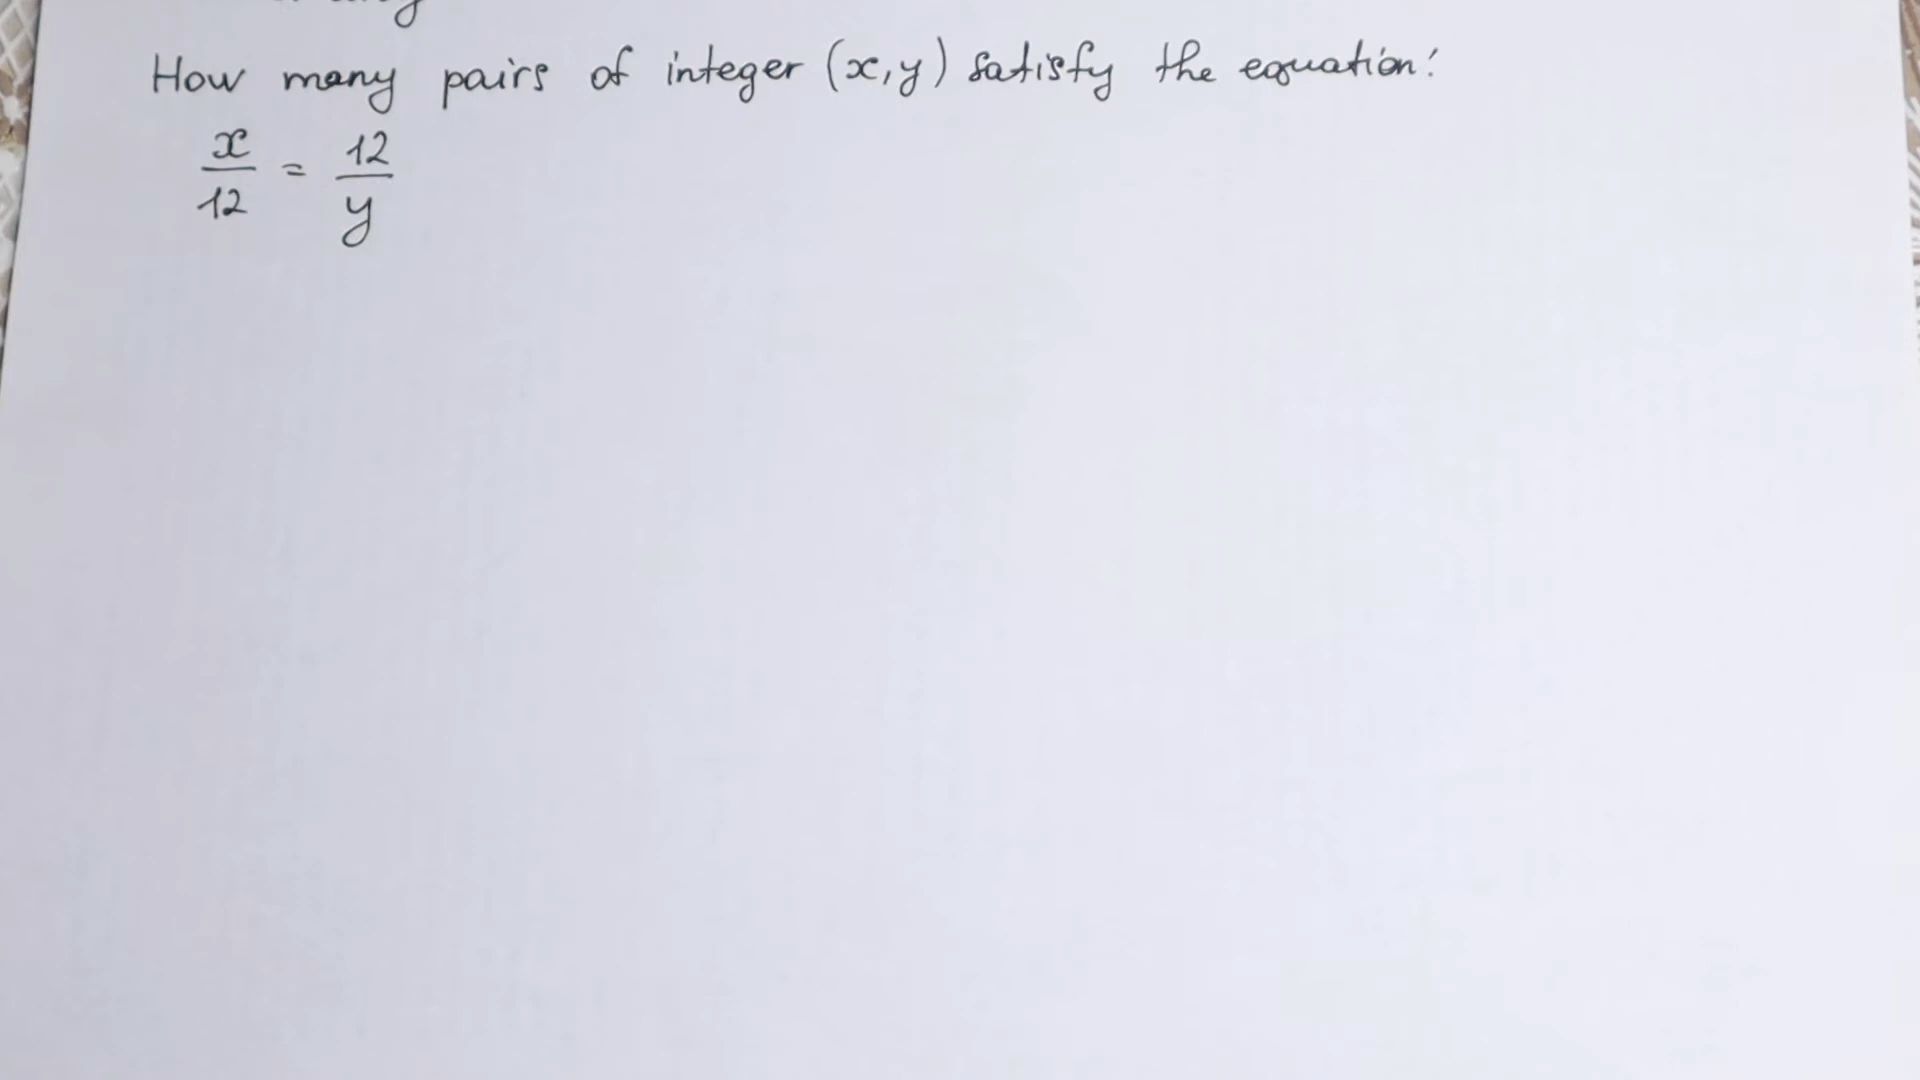 How many pairs of integer (x,y) satisfy the equation:
x/12 = 12/y